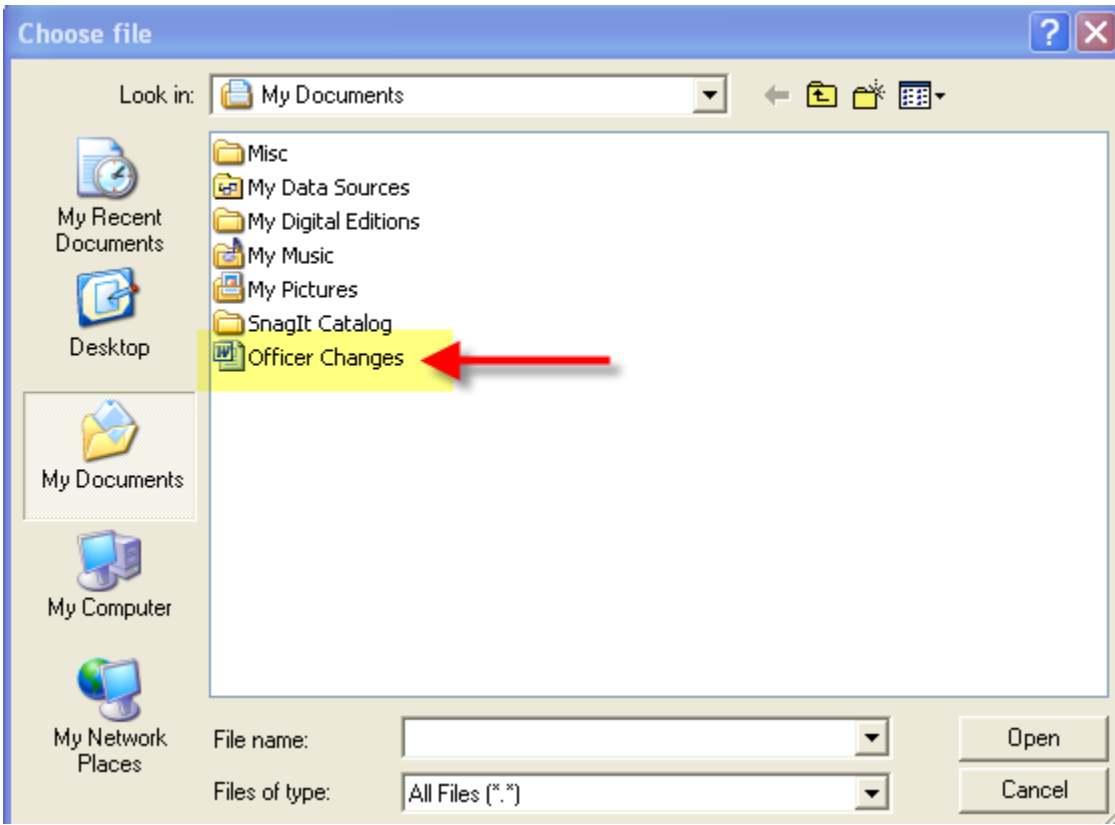 Choose file
Look in:
My Documents
My Recent
Documents
Desktop
My Documents
My Computer
My Network
Places
Misc
My Data Sources
My Digital Editions
My Music
My Pictures
SnagIt Catalog
Officer Changes
File name:
Open
Files of type:
All Files (*.*)
Cancel